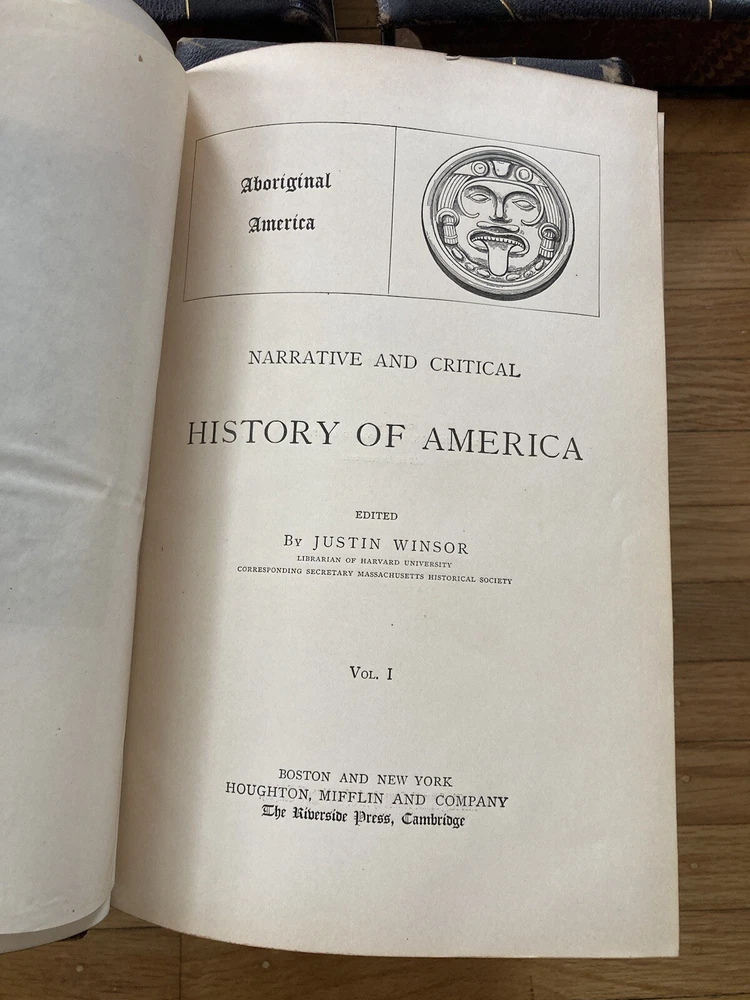 Aboriginal
America
NARRATIVE AND CRITICAL
HISTORY OF AMERICA
EDITED
By JUSTIN WINSOR
LIBRARIAN OF HARVARD UNIVERSITY
CORRESPONDING SECRETARY MASSACHUSETTS HISTORICAL SOCIETY
Vol. I
BOSTON AND NEW YORK
HOUGHTON, MIFFLIN AND COMPANY
The Riverside Press, Cambridge